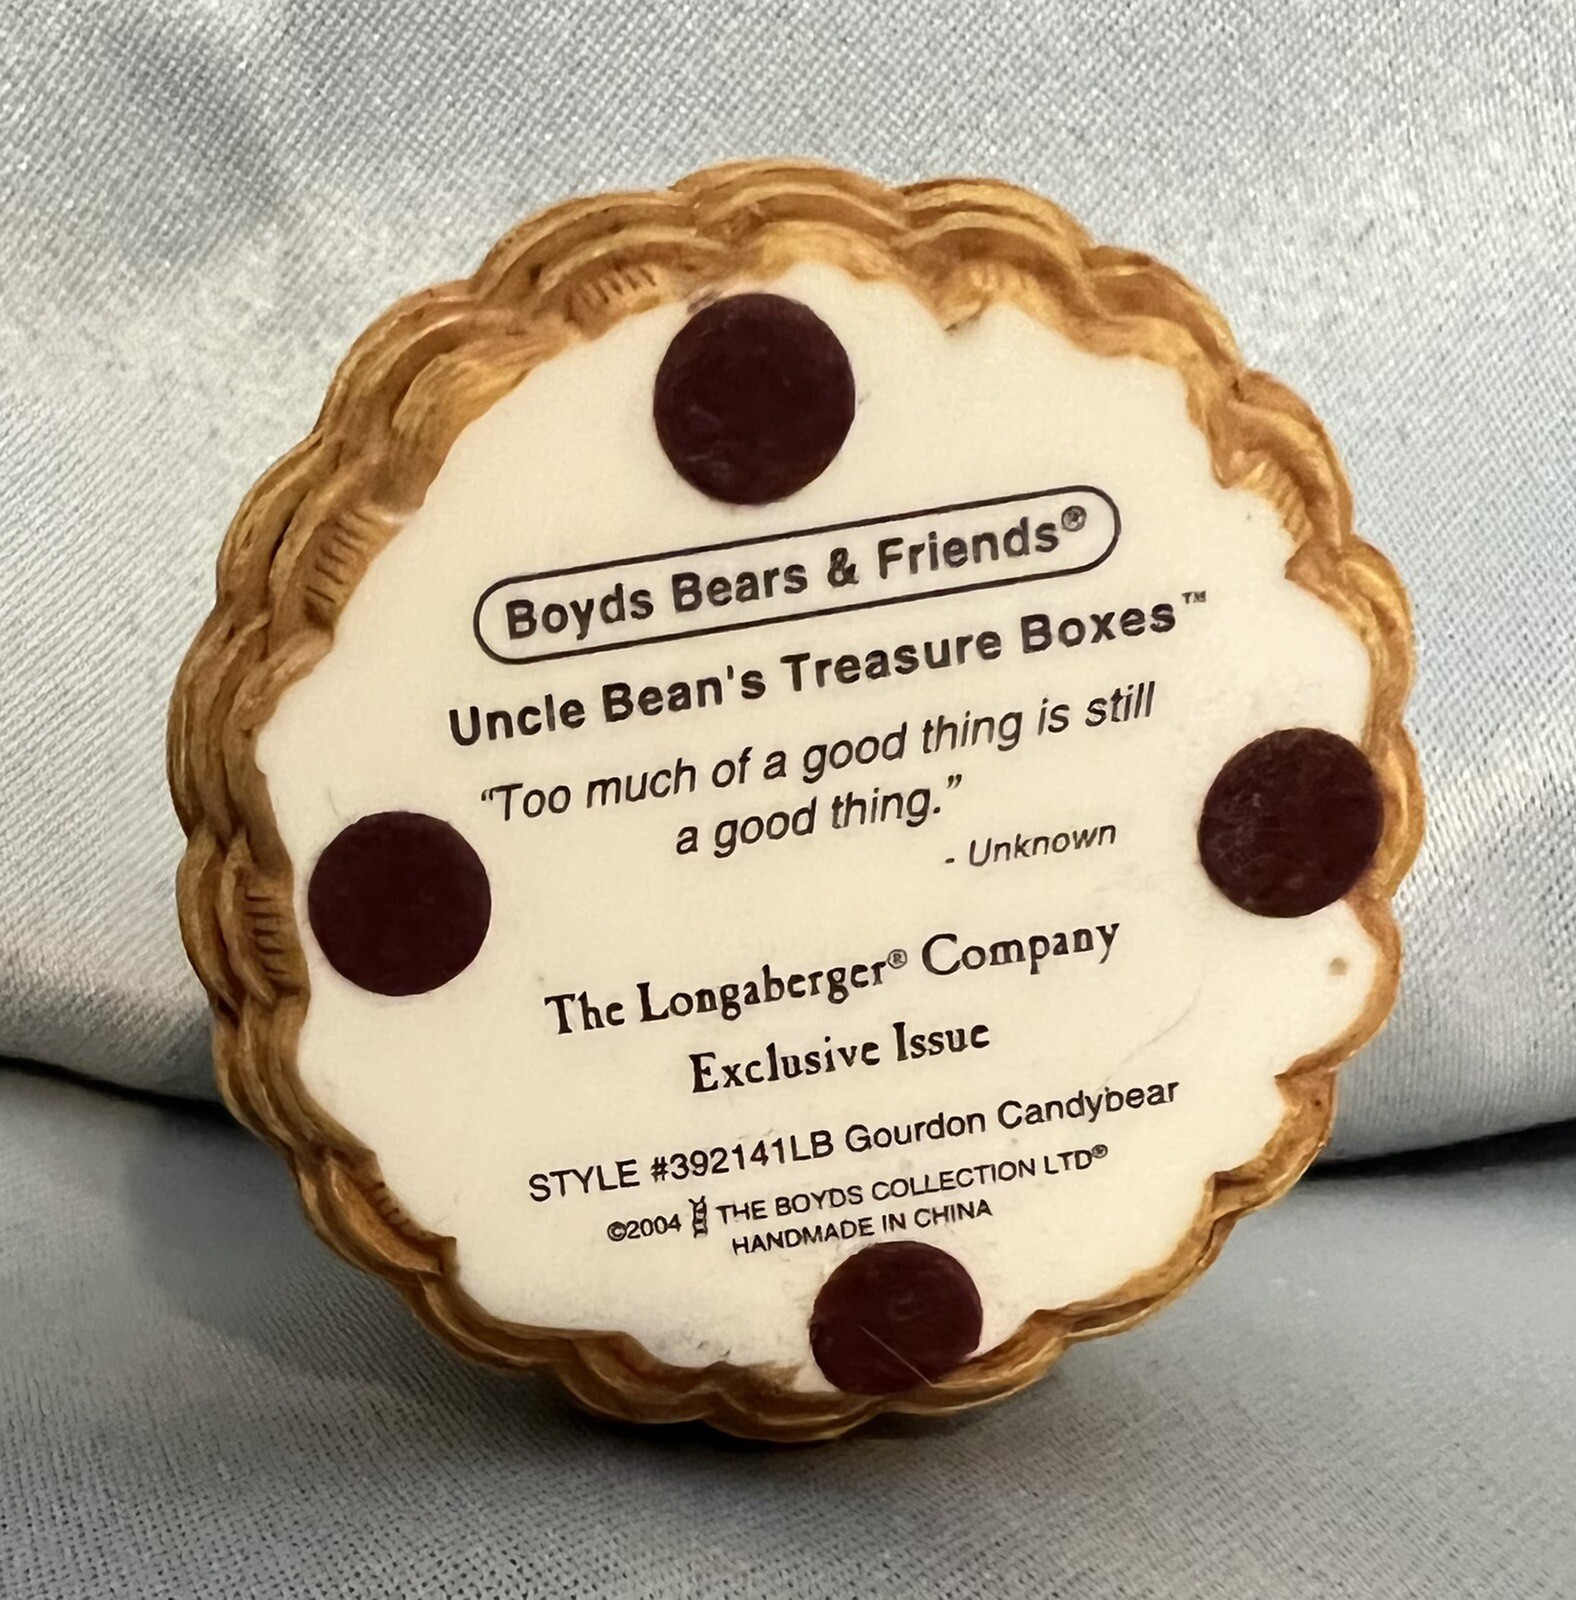 Boyds Bears & Friends®
Uncle Bean's Treasure Boxes™
“Too much of a good thing is still
a good thing.”
- Unknown
The Longaberger® Company
Exclusive Issue
STYLE #392141LB Gourdon Candybear
©2004 THE BOYDS COLLECTION LTD®
HANDMADE IN CHINA